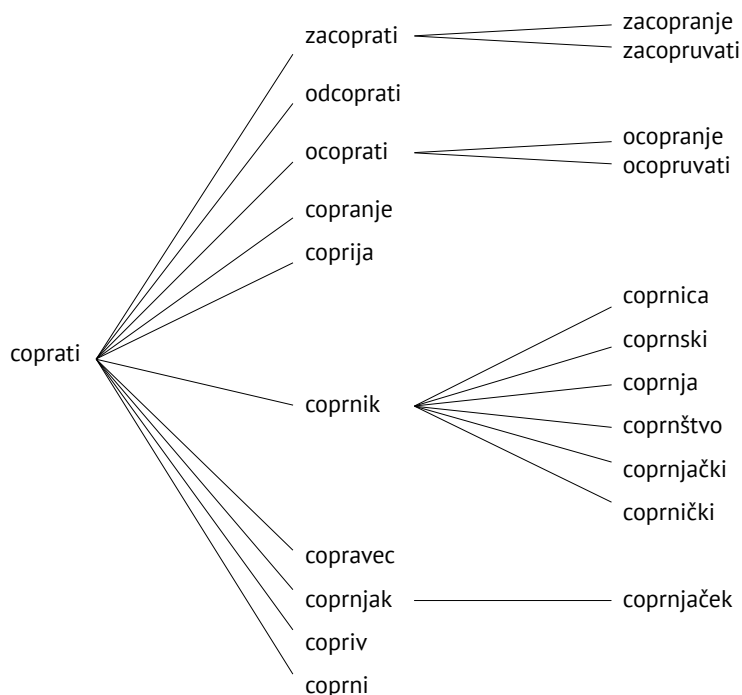 zacoprati
zacopranje
zacopruvati
odcoprati
ocoprati
ocopranje
ocopruvati
copranje
coprija
coprati
coprnik
coprnica
coprnski
coprnja
coprnštvo
coprnjački
coprnički
copravec
coprnjak
coprnjaček
copriv
coprni